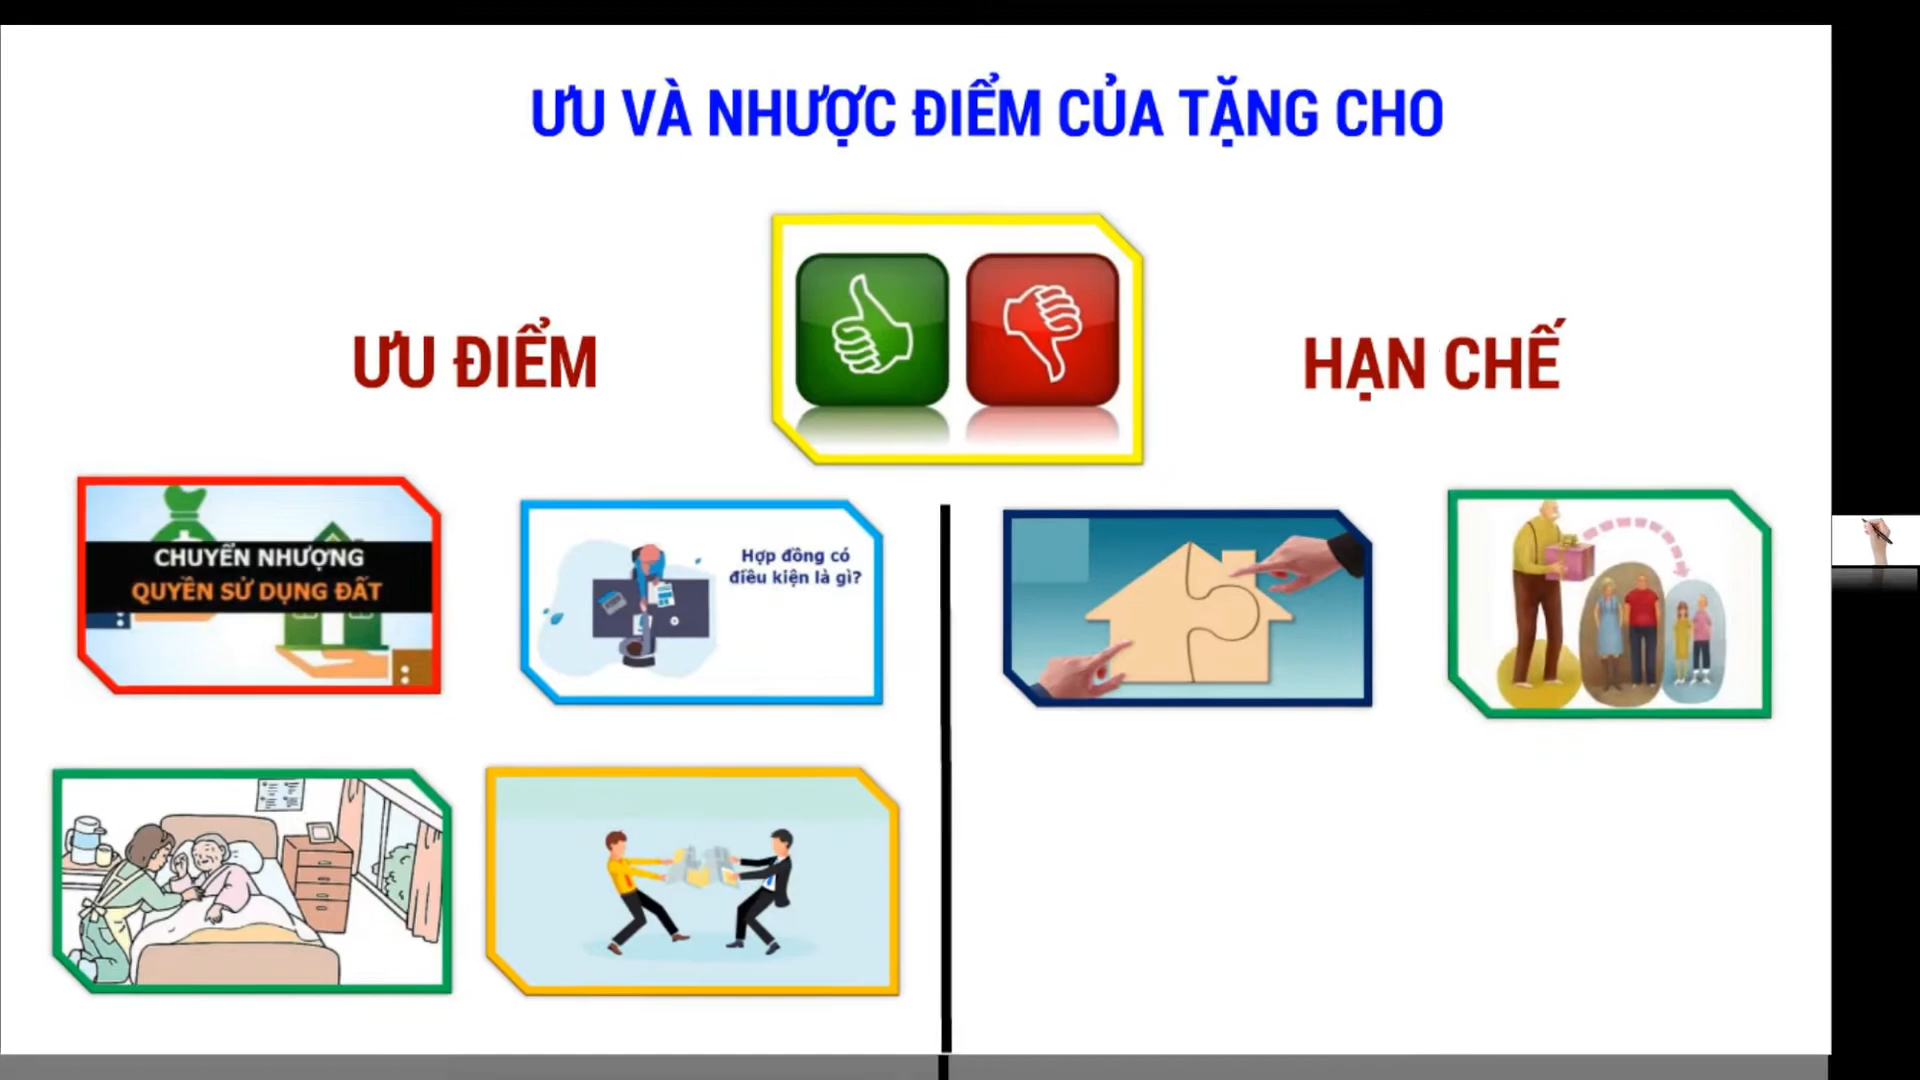 ƯU VÀ NHƯỢC ĐIỂM CỦA TẶNG CHO
ƯU ĐIỂM
HẠN CHẾ
CHUYỂN NHƯỢNG
QUYỀN SỬ DỤNG ĐẤT
Hợp đồng có
điều kiện là gì?